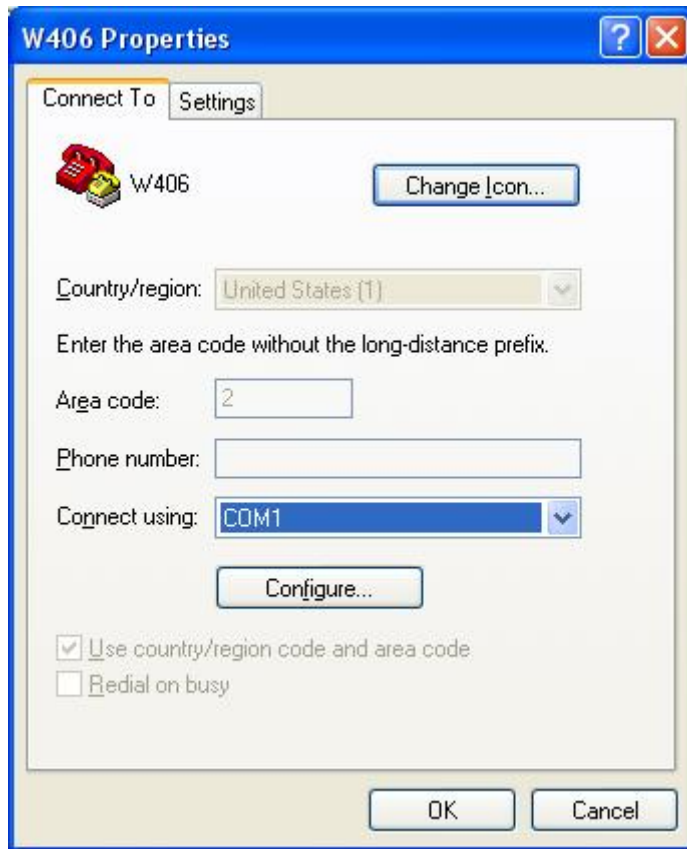 W406 Properties
Connect To
Settings
W406
Change Icon...
Country/region: United States (1)
Enter the area code without the long-distance prefix.
Area code: 2
Phone number:
Connect using: COM1
Configure...
Use country/region code and area code
Redial on busy
OK Cancel